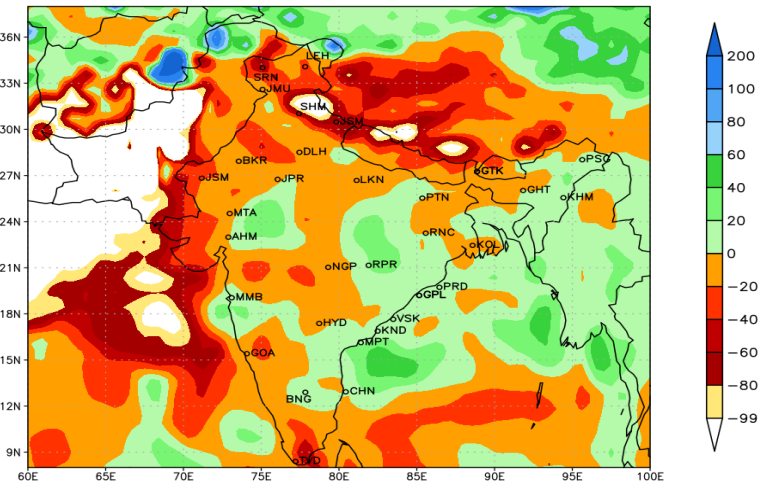 36N
33N
30N
27N
24N
21N
18N
15N
12N
9N
LEH
SRN
JMU
SHM
JSM
DLH
BKR
JSM
JPR
LKN
GTK
PSG
GHT
KHM
PTN
MTA
AHM
RNC
KOL
NGP
RPR
MMB
PRD
GPL
HYD
VSK
KND
MPT
GOA
BNG
CHN
TVD
60E 65E 70E 75E 80E 85E 90E 95E 100E
200
100
80
60
40
20
0
−20
−40
−60
−80
−99